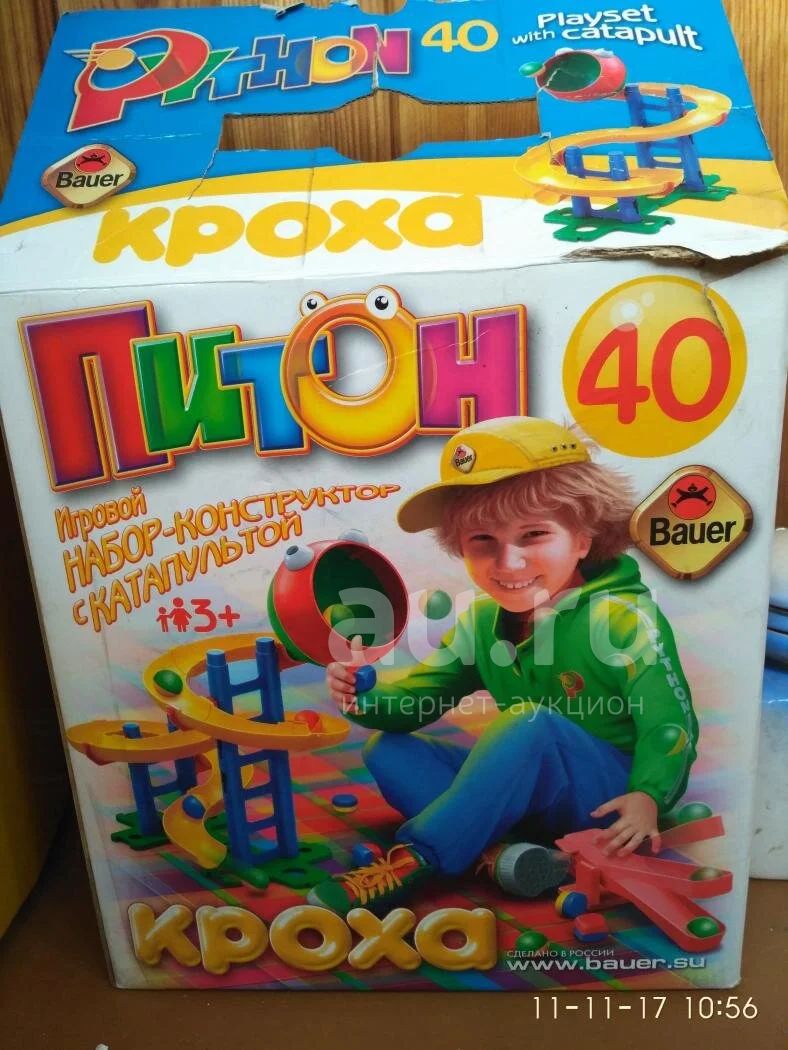 PYTHON 40
Playset
with catapult
Bauer
кроха
Питон
40
Bauer
Bauer
Игровой
НАБОР-КОНСТРУКТОР
с КАТАПУЛЬТОЙ
3+
au.ru
интернет-аукцион
PYTHON
кроха
СДЕЛАНО В РОССИИ
www.bauer.su
11-11-17 10:56